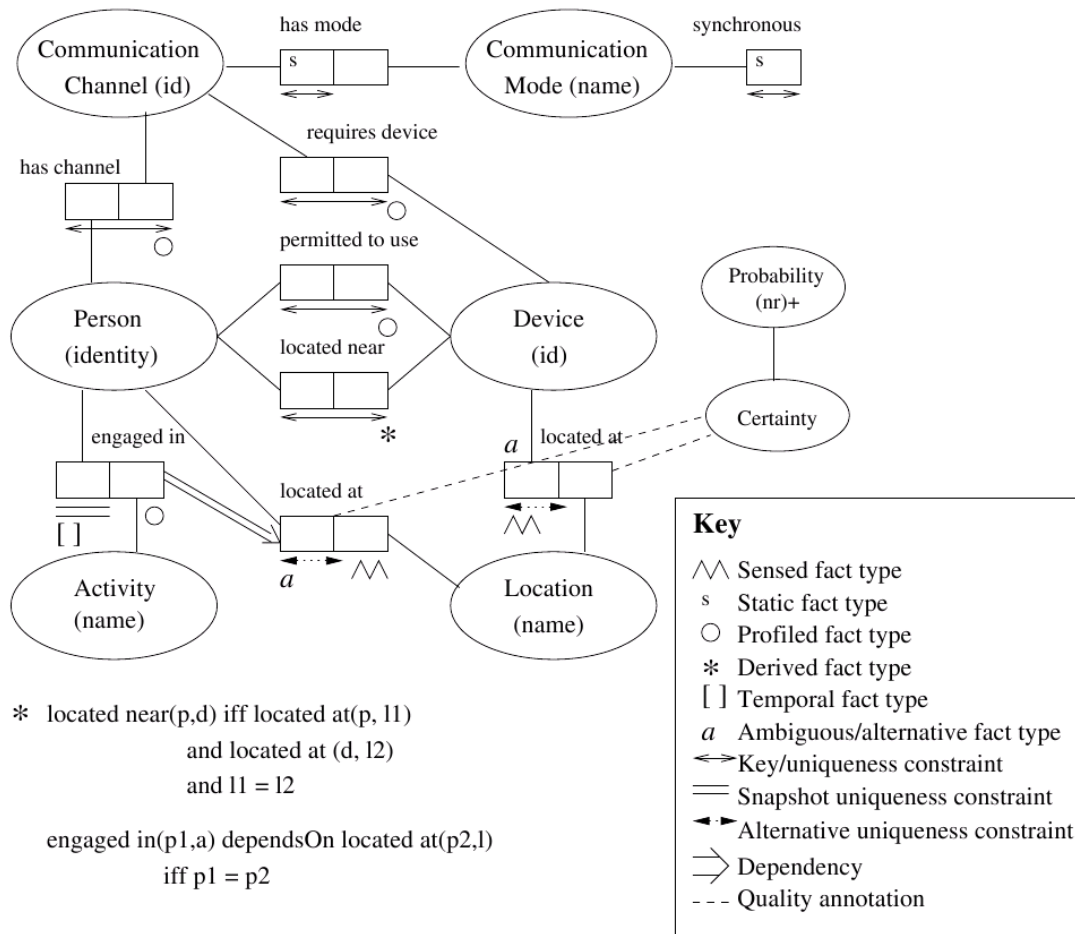 has mode
synchronous
Communication
Channel (id)
s
Communication
Mode (name)
s
requires device
has channel
permitted to use
Probability
(nr)+
Person
(identity)
Device
(id)
located near
Certainty
*
engaged in
a
located at
located at
[ ]
a
Activity
(name)
Location
(name)
Key
Sensed fact type
s Static fact type
Profiled fact type
* Derived fact type
[ ] Temporal fact type
a Ambiguous/alternative fact type
Key/uniqueness constraint
Snapshot uniqueness constraint
Alternative uniqueness constraint
Dependency
Quality annotation
* located near(p,d) iff located at(p, l1)
and located at (d, l2)
and l1 = l2
engaged in(p1,a) dependsOn located at(p2,l)
iff p1 = p2